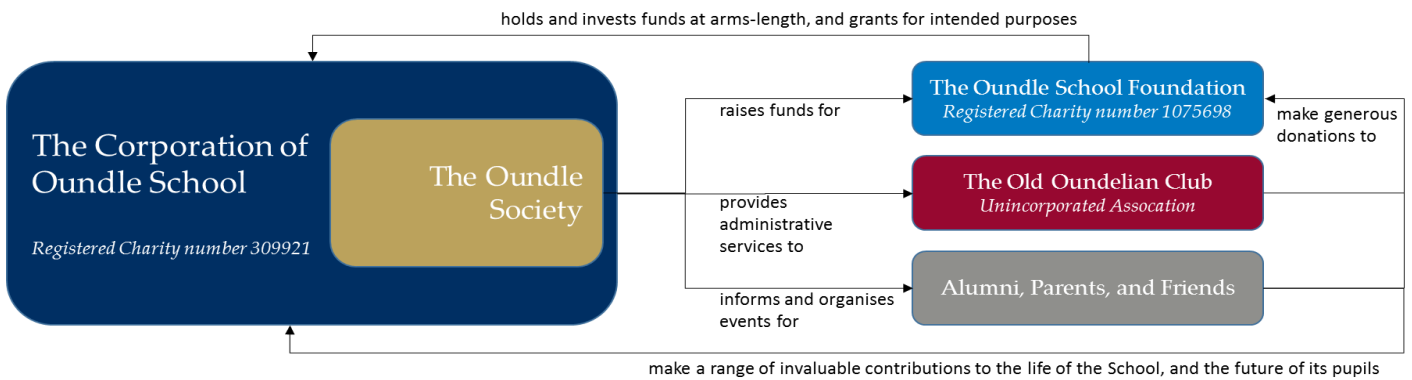 holds and invests funds at arms-length, and grants for intended purposes
The Corporation of
Oundle School
Registered Charity number 309921
The Oundle
Society
raises funds for
provides
administrative
services to
informs and organises
events for
The Oundle School Foundation
Registered Charity number 1075698
The Old Oundelian Club
Unincorporated Assocation
Alumni, Parents, and Friends
make generous
donations to
make a range of invaluable contributions to the life of the School, and the future of its pupils